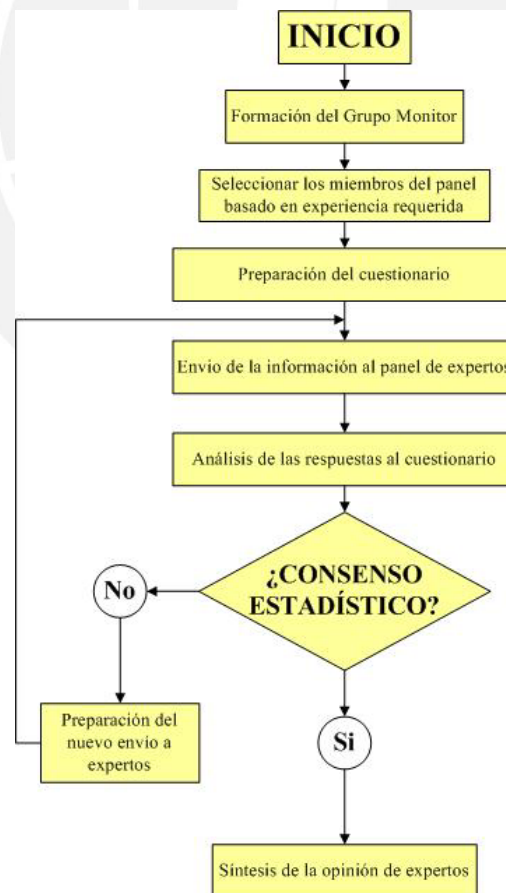 INICIO
Formación del Grupo Monitor
Seleccionar los miembros del panel
basado en experiencia requerida
Preparación del cuestionario
Envio de la información al panel de expertos
Análisis de las respuestas al cuestionario
¿CONSENSO
ESTADÍSTICO?
No
Preparación del
nuevo envío a
expertos
Si
Síntesis de la opinión de expertos